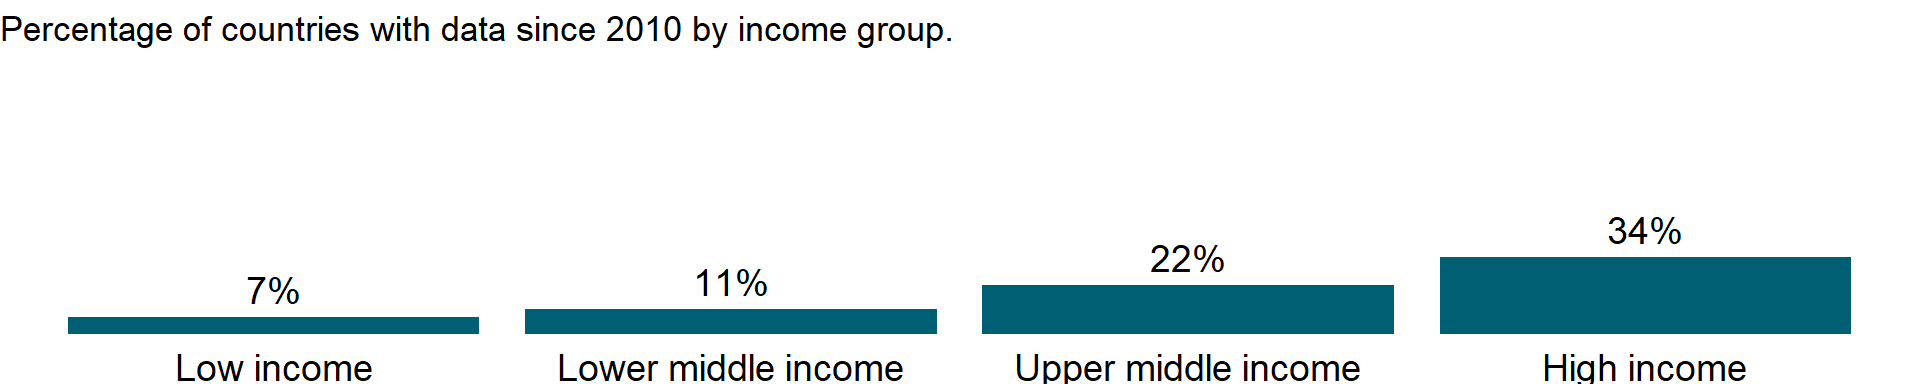 Percentage of countries with data since 2010 by income group.
7%
11%
22%
34%
Low income
Lower middle income
Upper middle income
High income